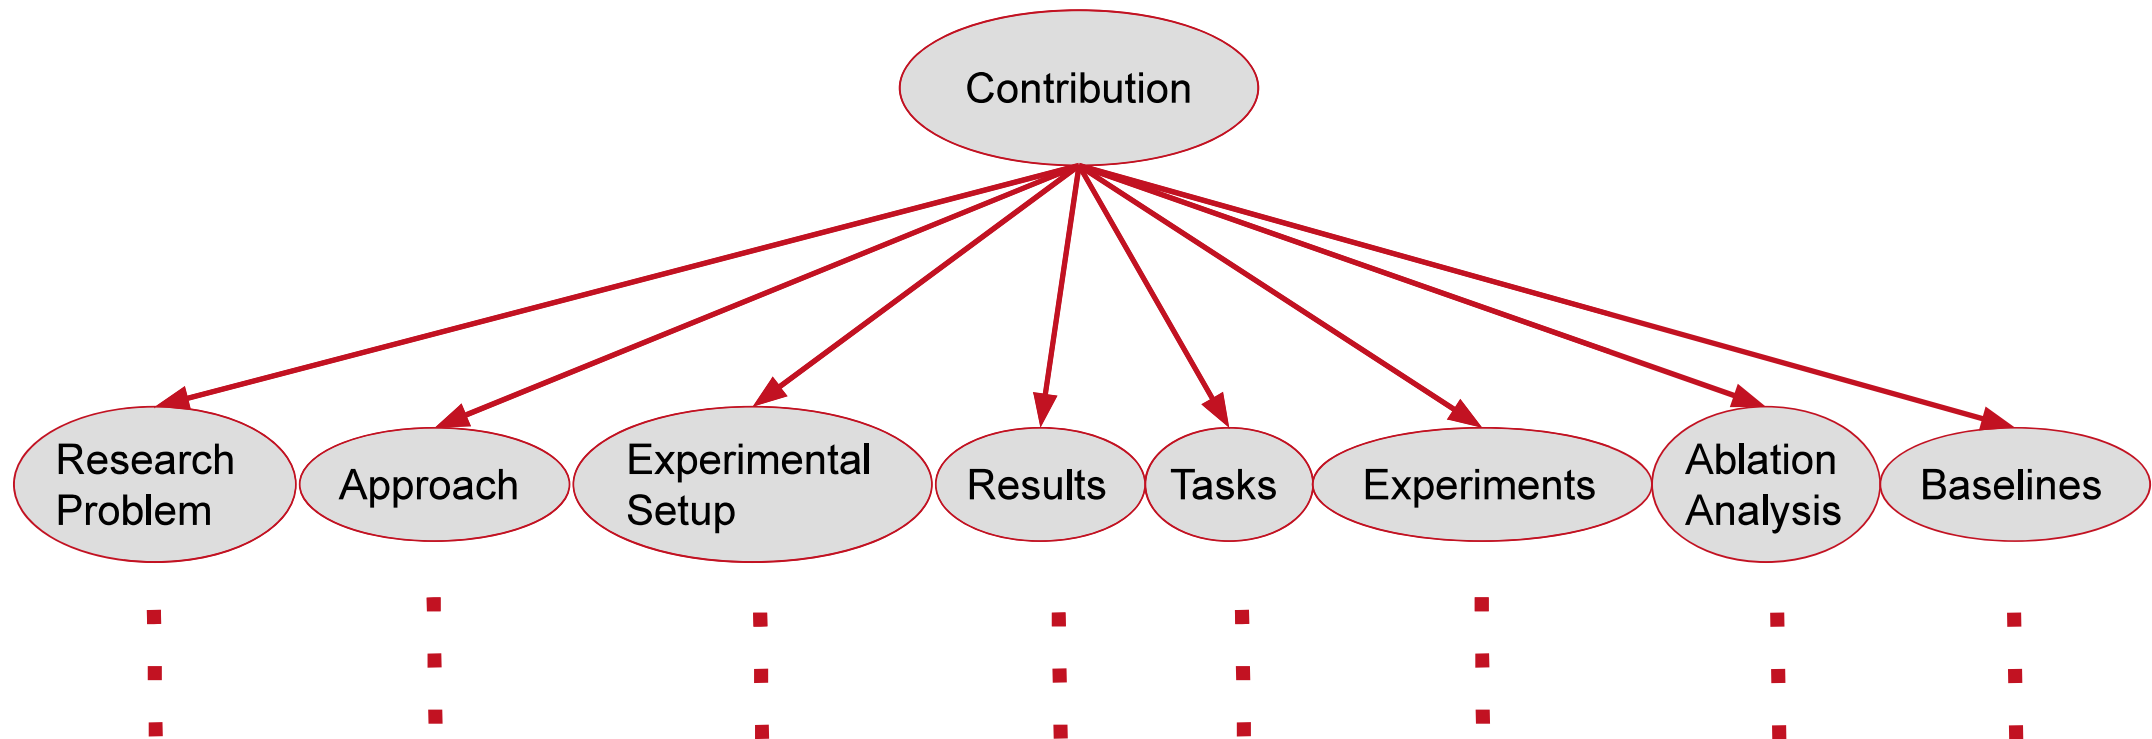 Contribution
Research
Problem
Approach
Experimental
Setup
Results
Tasks
Experiments
Ablation
Analysis
Baselines